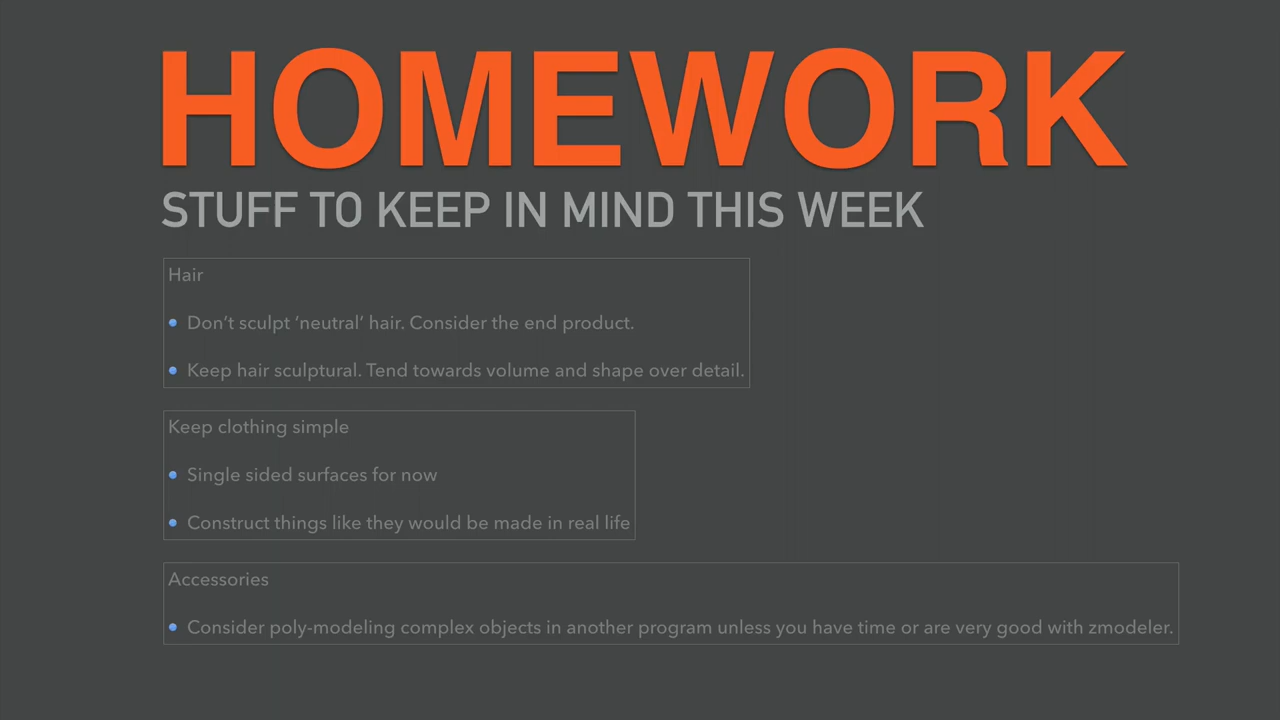 HOMEWORK
STUFF TO KEEP IN MIND THIS WEEK
Hair
• Don't sculpt 'neutral' hair. Consider the end product.
• Keep hair sculptural. Tend towards volume and shape over detail.
Keep clothing simple
• Single sided surfaces for now
• Construct things like they would be made in real life
Accessories
• Consider poly-modeling complex objects in another program unless you have time or are very good with zmodeler.